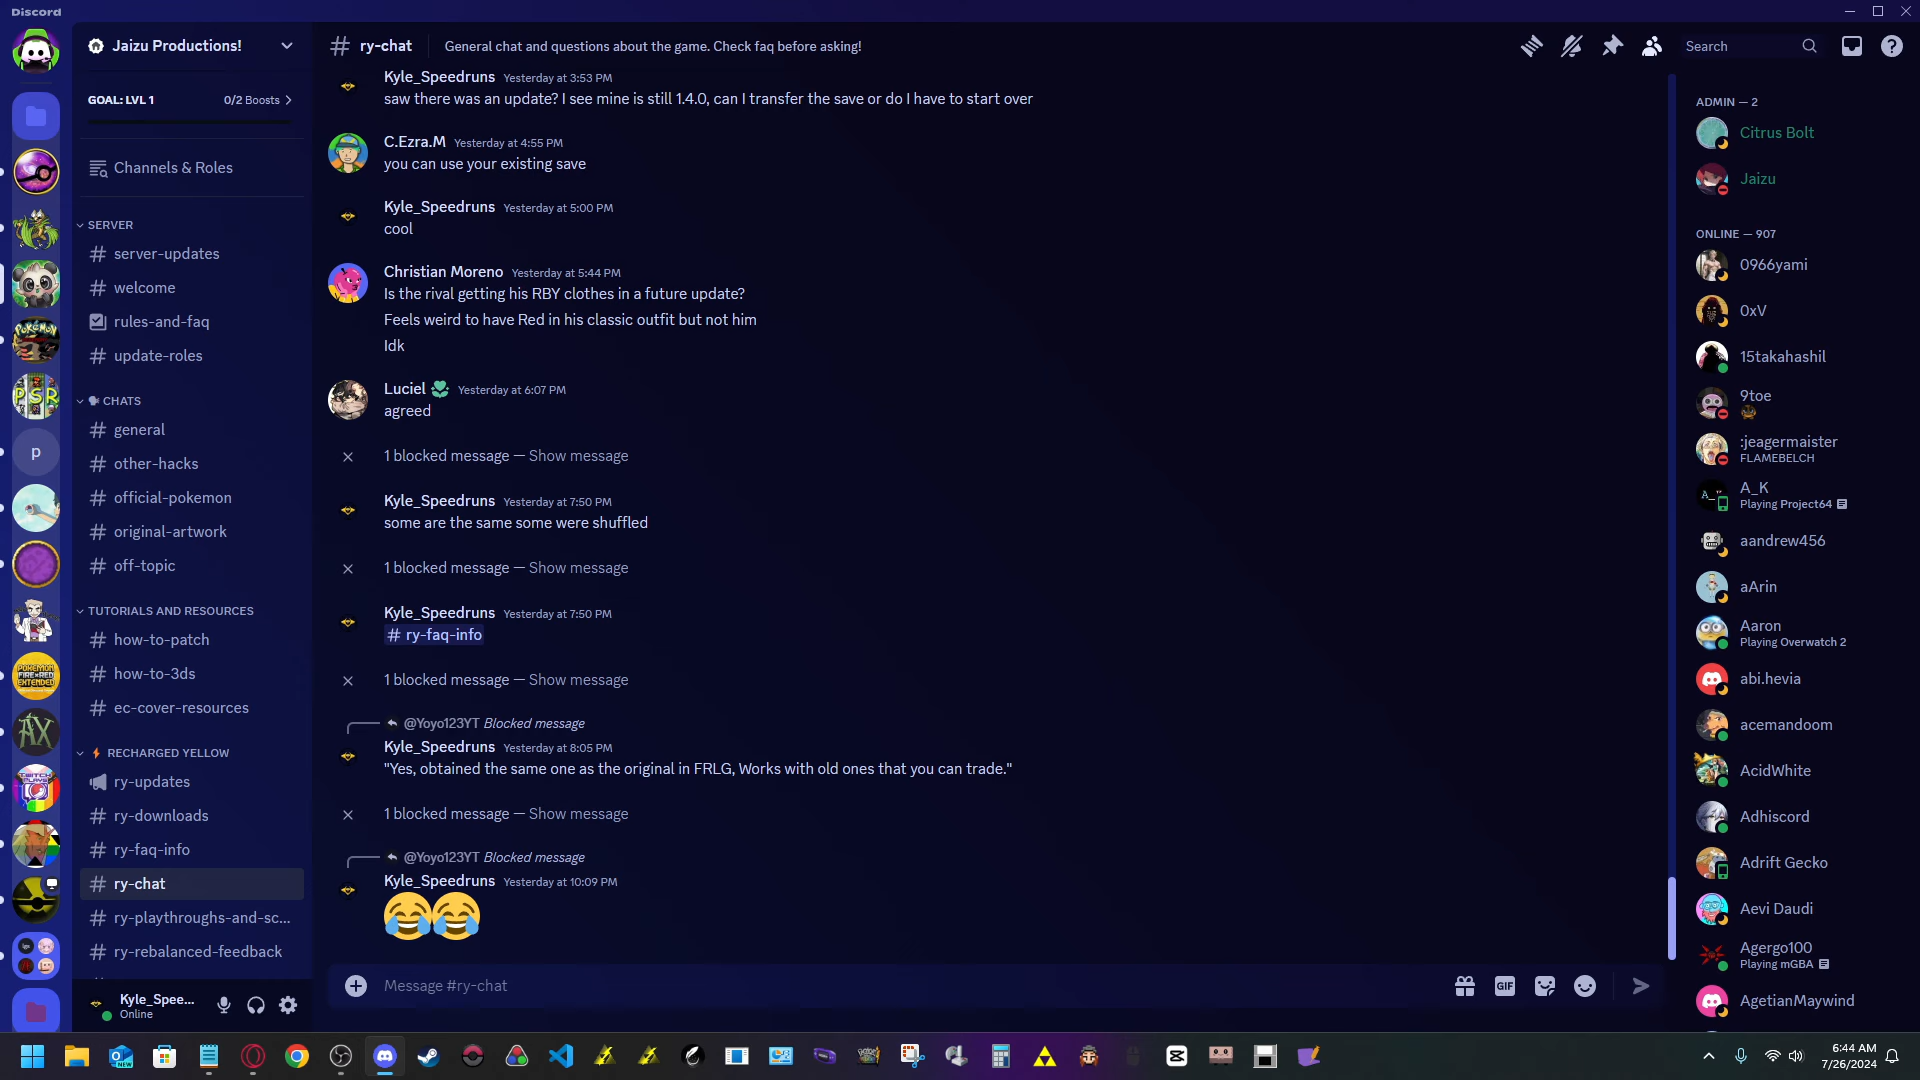 Discord
Jaizu Productions!
GOAL: LVL 1
0/2 Boosts
Channels & Roles
SERVER
server-updates
welcome
rules-and-faq
update-roles
CHATS
general
other-hacks
official-pokemon
original-artwork
off-topic
TUTORIALS AND RESOURCES
how-to-patch
how-to-3ds
ec-cover-resources
RECHARGED YELLOW
ry-updates
ry-downloads
ry-faq-info
ry-chat
ry-playthroughs-and-sc...
ry-rebalanced-feedback
Kyle_Spee...
Online
PSR
p
AX
ry-chat
General chat and questions about the game. Check faq before asking!
Search
Kyle_Speedruns Yesterday at 3:53 PM
saw there was an update? I see mine is still 1.4.0, can I transfer the save or do I have to start over
C.Ezra.M Yesterday at 4:55 PM
you can use your existing save
Kyle_Speedruns Yesterday at 5:00 PM
cool
Christian Moreno Yesterday at 5:44 PM
Is the rival getting his RBY clothes in a future update?
Feels weird to have Red in his classic outfit but not him
Idk
Luciel Yesterday at 6:07 PM
agreed
1 blocked message — Show message
Kyle_Speedruns Yesterday at 7:50 PM
some are the same some were shuffled
1 blocked message — Show message
Kyle_Speedruns Yesterday at 7:50 PM
# ry-faq-info
1 blocked message — Show message
@Yoyo123YT Blocked message
Kyle_Speedruns Yesterday at 8:05 PM
"Yes, obtained the same one as the original in FRLG, Works with old ones that you can trade."
1 blocked message — Show message
@Yoyo123YT Blocked message
Kyle_Speedruns Yesterday at 10:09 PM
😂😂
Message #ry-chat
GIF
ADMIN — 2
Citrus Bolt
Jaizu
ONLINE — 907
0966yami
0xV
15takahashil
9toe
:jeagermaister
FLAMEBELCH
A_K
Playing Project64
aandrew456
aArin
Aaron
Playing Overwatch 2
abi.hevia
acemandoom
AcidWhite
Adhiscord
Adrift Gecko
Aevi Daudi
Agergo100
Playing mGBA
AgetianMaywind
6:44 AM
7/26/2024